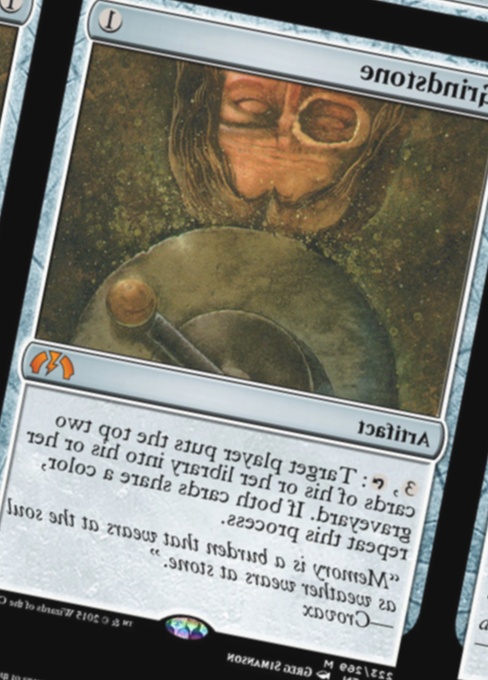 Grindstone
1
Artifact
3, : Target player puts the top two
cards of his or her library into his or her
graveyard. If both cards share a color,
repeat this process.
“Memory is a burden that wears at the soul
as weather wears at stone.”
—Crovax
223/269 M
GREG SIMANSON
™ & © 2015 Wizards of the C